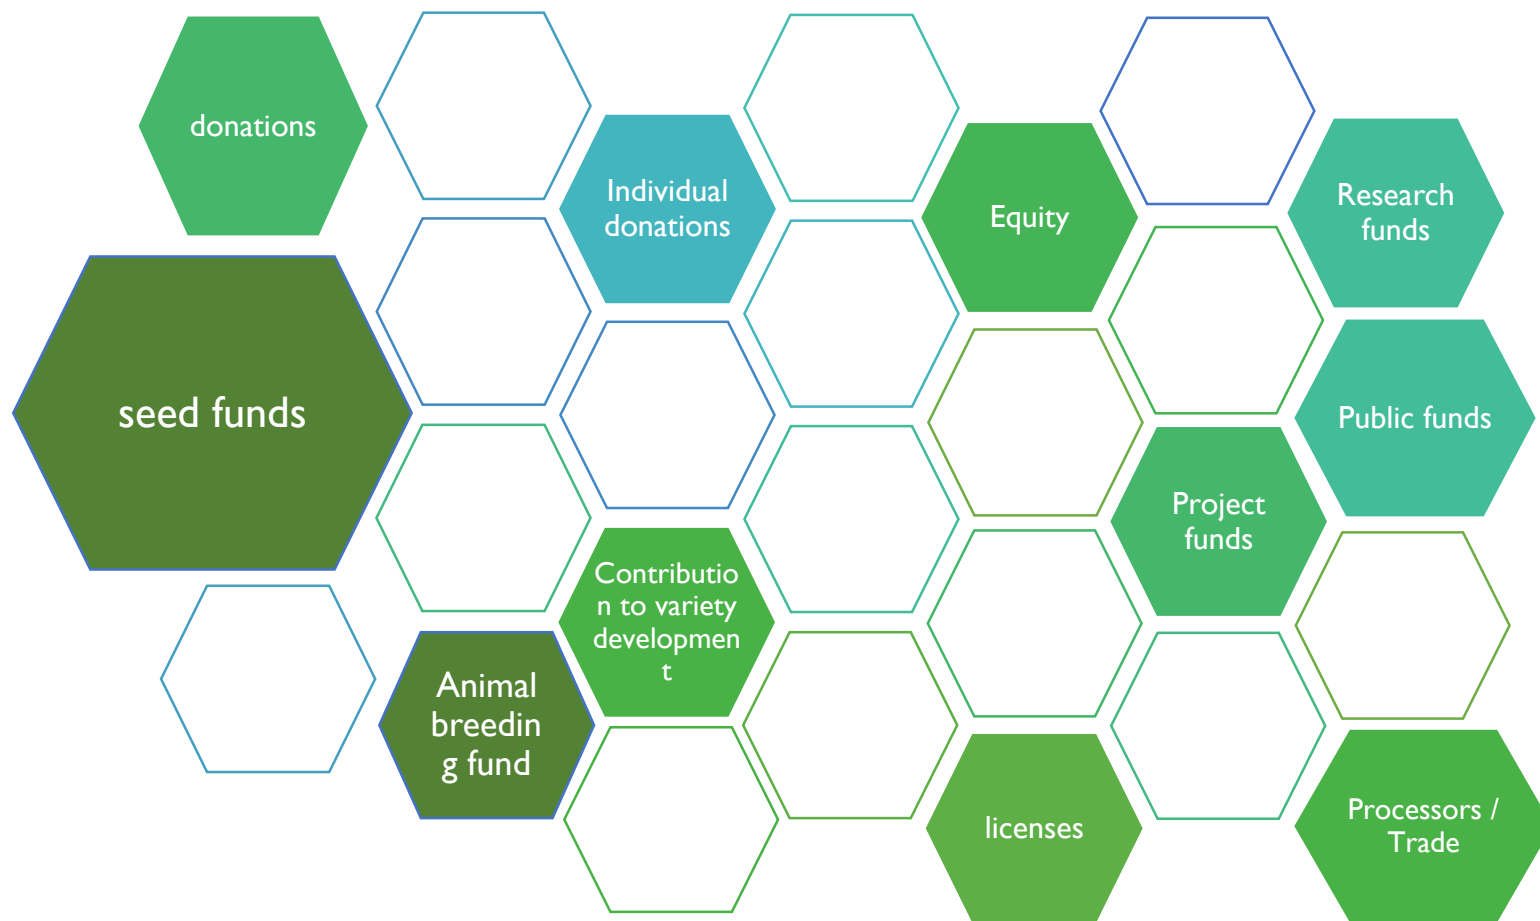 donations
Individual
donations
Equity
Research
funds
seed funds
Public funds
Project
funds
Contributio
n to variety
developmen
t
Animal
breedin
g fund
licenses
Processors /
Trade